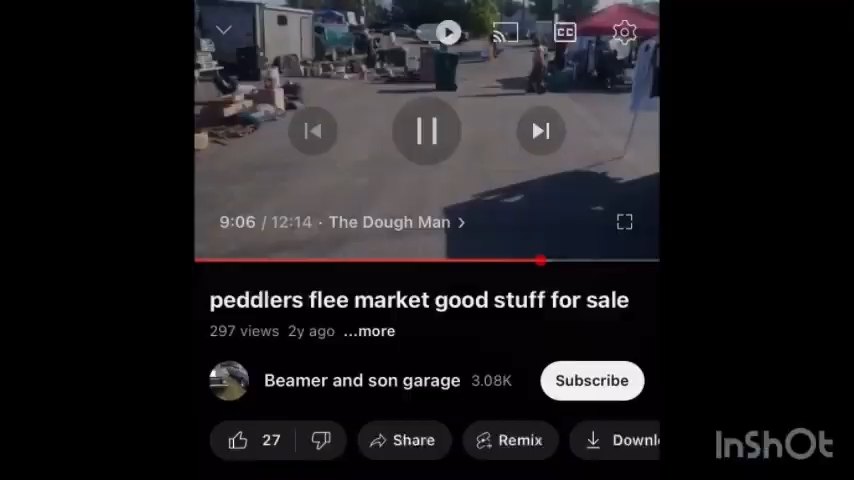 CC
9:06 / 12:14 · The Dough Man >
peddlers flee market good stuff for sale
297 views 2y ago ...more
Beamer and son garage 3.08K Subscribe
27 Share Remix Downl
InShOt